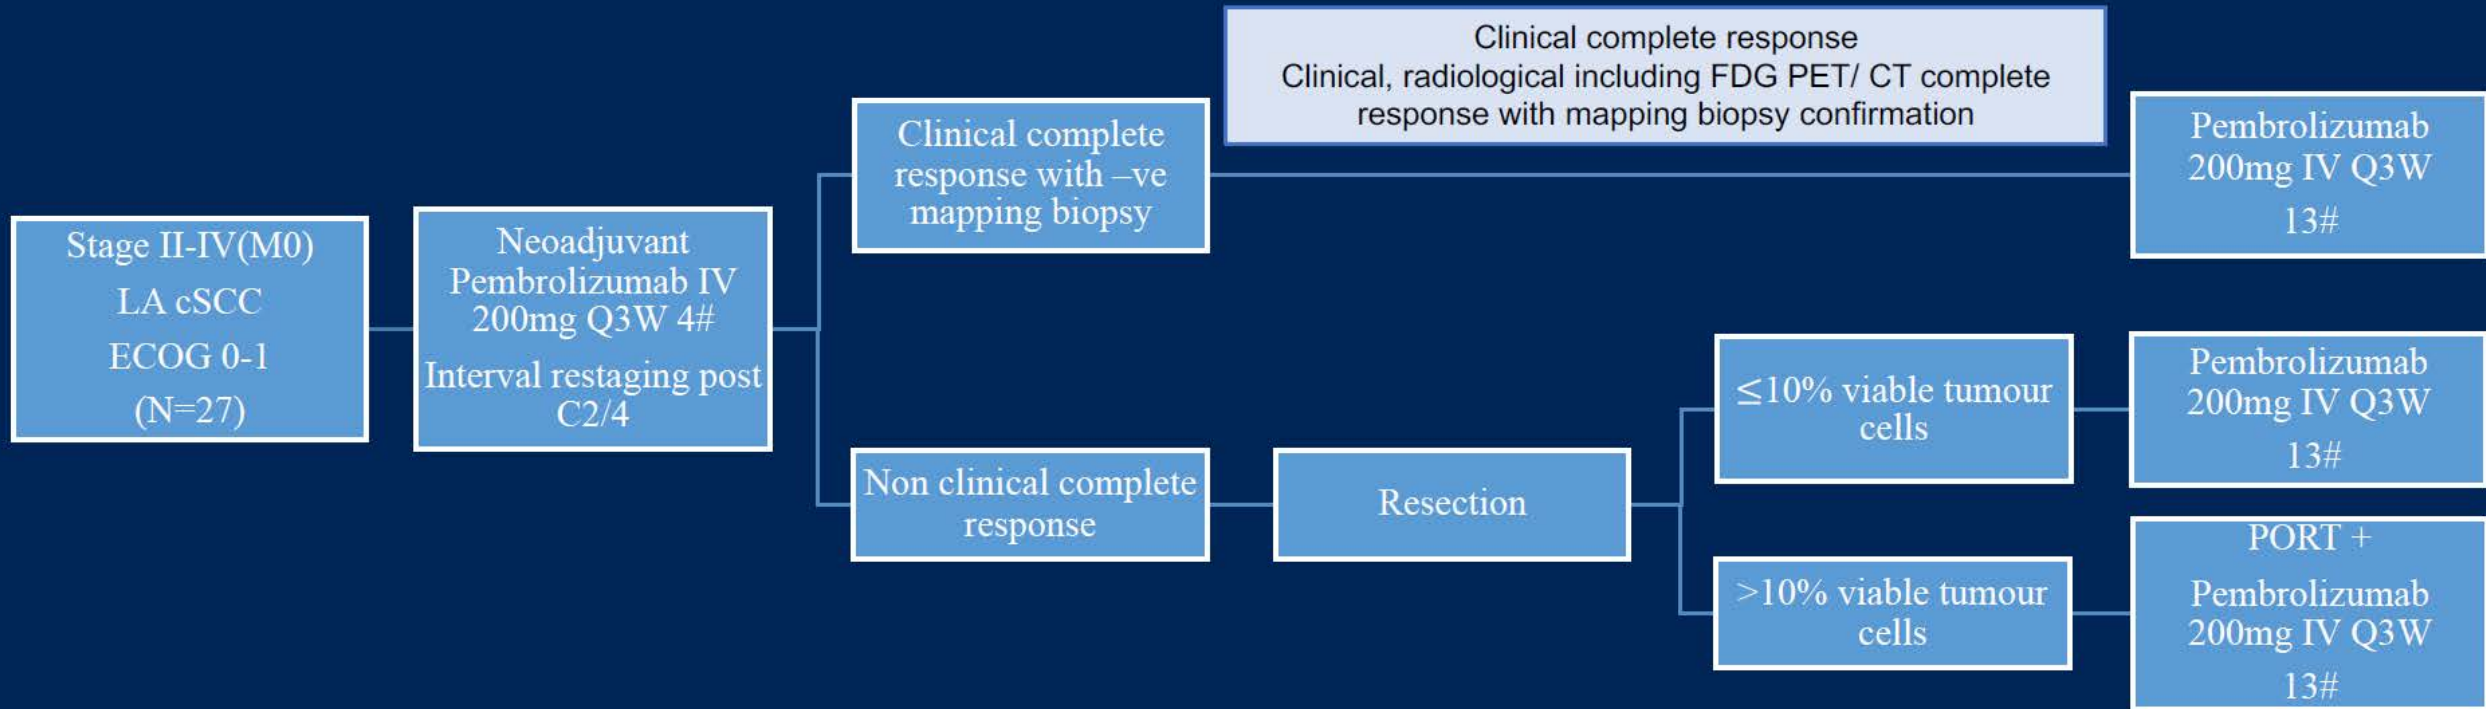 Stage II-IV(M0)
LA cSCC
ECOG 0-1
(N=27)
Neoadjuvant
Pembrolizumab IV
200mg Q3W 4#
Interval restaging post
C2/4
Clinical complete
response with –ve
mapping biopsy
Clinical complete response
Clinical, radiological including FDG PET/ CT complete
response with mapping biopsy confirmation
Pembrolizumab
200mg IV Q3W
13#
Non clinical complete
response
Resection
≤10% viable tumour
cells
Pembrolizumab
200mg IV Q3W
13#
>10% viable tumour
cells
PORT +
Pembrolizumab
200mg IV Q3W
13#